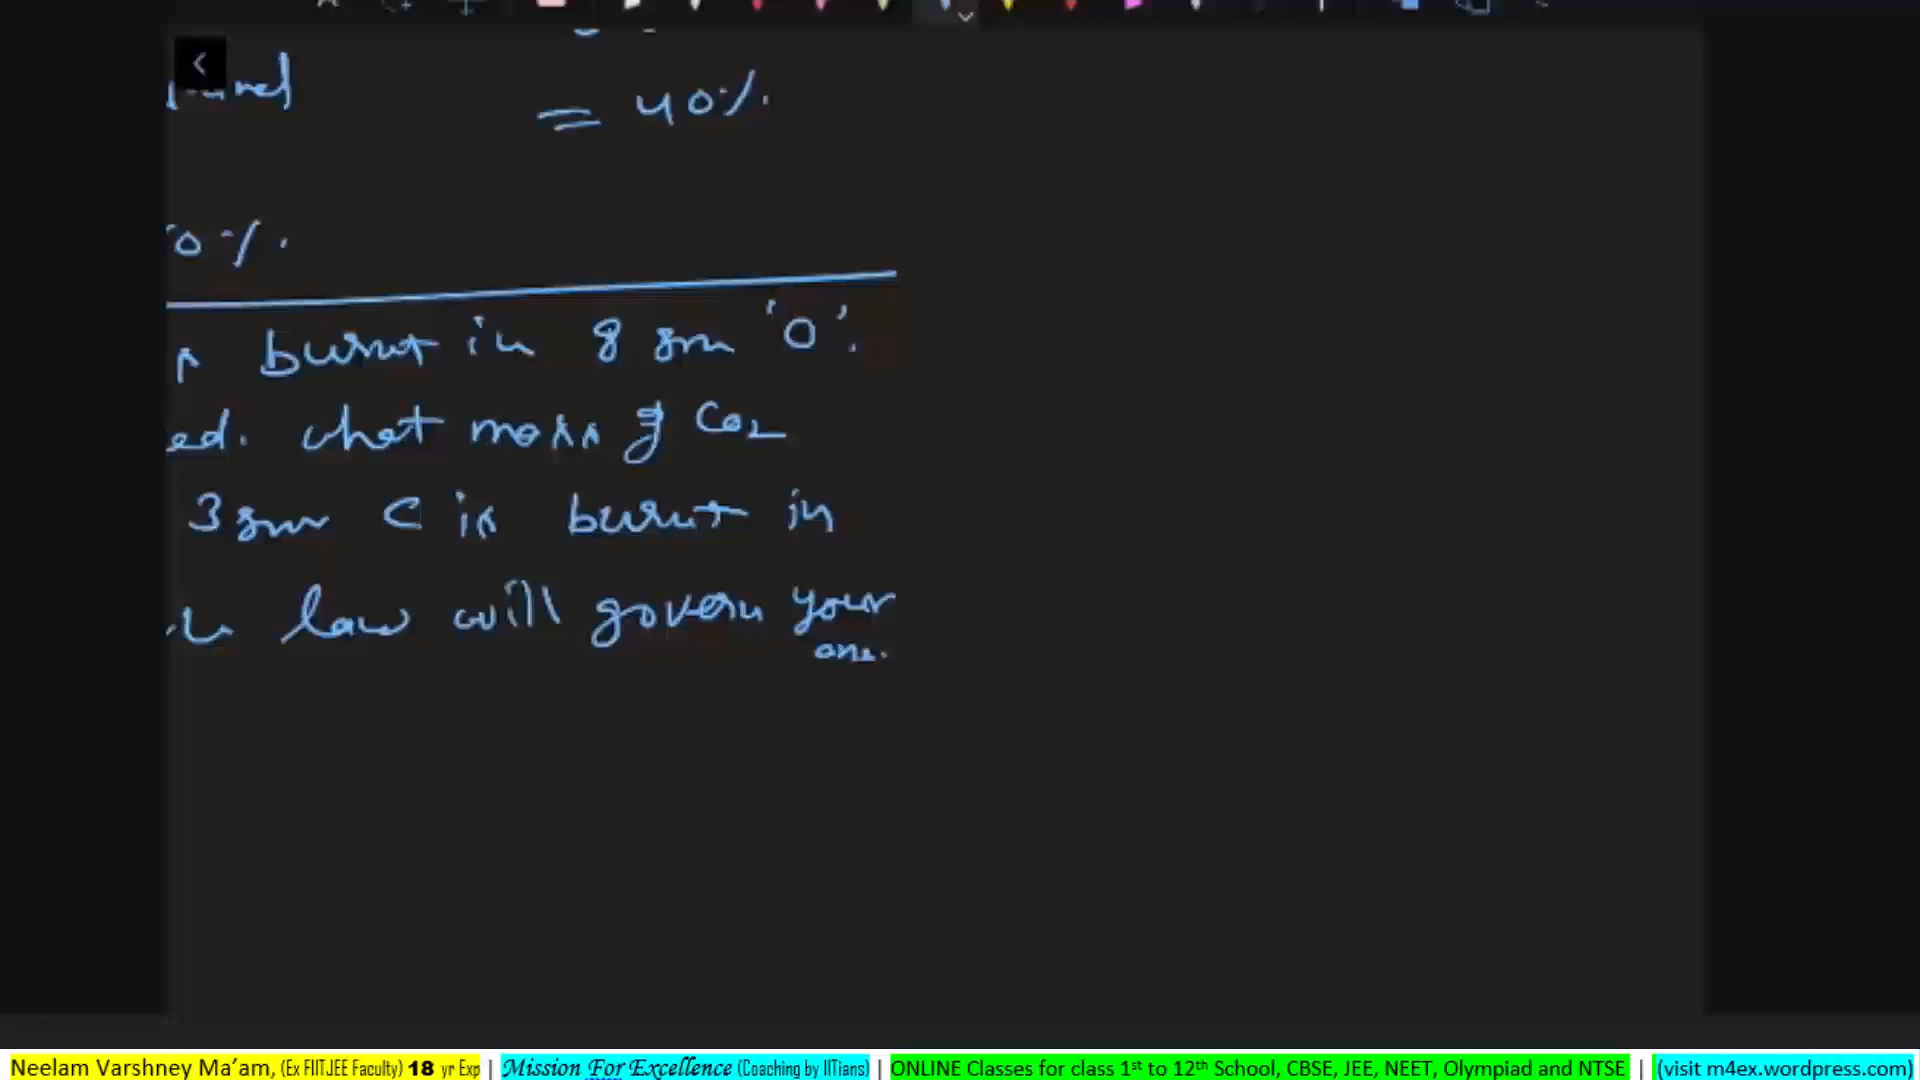 = 40%.
0%.
burnt in 8 gm 'O'.
ed. what mass of CO2
3 gm C is burnt in
law will govern your
ans.
Neelam Varshney Ma'am, (Ex FIITJEE Faculty) 18 yr Exp | Mission For Excellence (Coaching by IITians) | ONLINE Classes for class 1st to 12th School, CBSE, JEE, NEET, Olympiad and NTSE | (visit m4ex.wordpress.com)